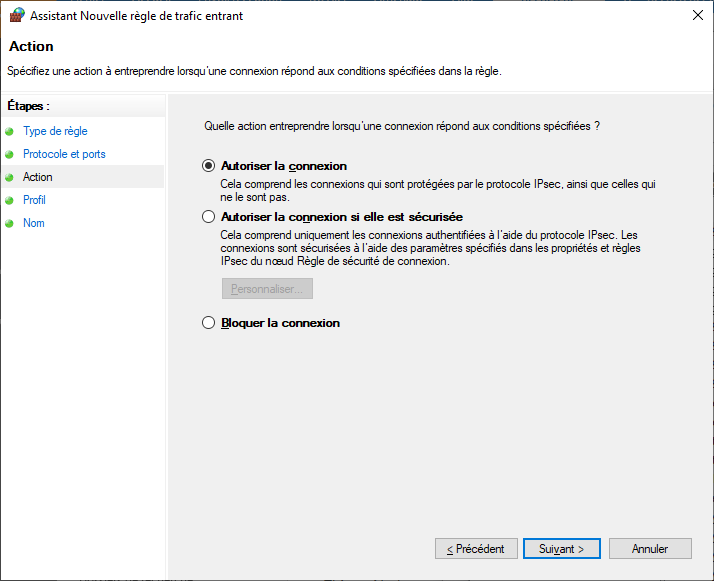 Assistant Nouvelle règle de trafic entrant
Action
Spécifiez une action à entreprendre lorsqu'une connexion répond aux conditions spécifiées dans la règle.
Étapes :
Type de règle
Protocole et ports
Action
Profil
Nom
Quelle action entreprendre lorsqu'une connexion répond aux conditions spécifiées ?
Autoriser la connexion
Cela comprend les connexions qui sont protégées par le protocole IPsec, ainsi que celles qui
ne le sont pas.
Autoriser la connexion si elle est sécurisée
Cela comprend uniquement les connexions authentifiées à l'aide du protocole IPsec. Les
connexions sont sécurisées à l'aide des paramètres spécifiés dans les propriétés et règles
IPsec du nœud Règle de sécurité de connexion.
Personnaliser...
Bloquer la connexion
< Précédent
Suivant >
Annuler